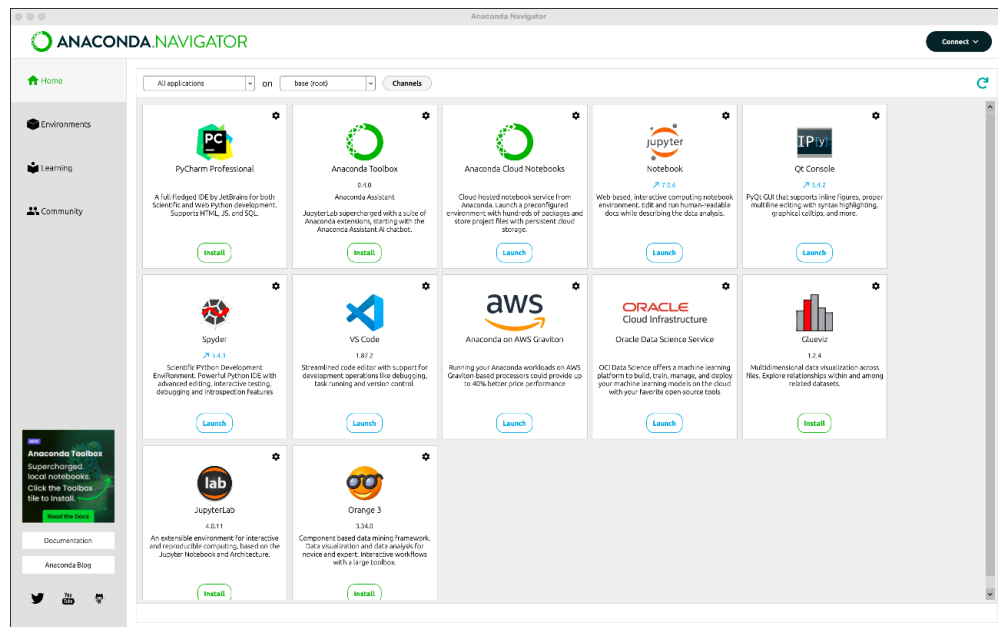 Anaconda Navigator
ANACONDA.NAVIGATOR
Connect
Home
Environments
Learning
Community
All applications
on
base (root)
Channels
PC
PyCharm Professional
A full-fledged IDE by JetBrains for both
Scientific and Web Python development.
Supports HTML, JS, and SQL.
Install
Anaconda Toolbox
0.4.0
Anaconda Assistant
JupyterLab supercharged with a suite of
Anaconda extensions, starting with the
Anaconda Assistant AI chatbot.
Install
Anaconda Cloud Notebooks
Cloud-hosted notebook service from
Anaconda. Launch a preconfigured
environment with hundreds of packages and
store project files with persistent cloud
storage.
Launch
jupyter
Notebook
7.0.6
Web-based, interactive computing notebook
environment. Edit and run human-readable
docs while describing the data analysis.
Launch
IP[y]:
Qt Console
5.4.2
PyQt GUI that supports inline figures, proper
multiline editing with syntax highlighting,
graphical calltips, and more.
Launch
Spyder
5.4.3
Scientific PYthon Development
EnviRonment. Powerful Python IDE with
advanced editing, interactive testing,
debugging and introspection features
Launch
VS Code
1.87.2
Streamlined code editor with support for
development operations like debugging,
task running and version control.
Launch
aws
Anaconda on AWS Graviton
Running your Anaconda workloads on AWS
Graviton-based processors could provide up
to 40% better price performance
Launch
ORACLE
Cloud Infrastructure
Oracle Data Science Service
OCI Data Science offers a machine learning
platform to build, train, manage, and deploy
your machine learning models on the cloud
with your favorite open-source tools
Launch
Glueviz
1.2.4
Multidimensional data visualization across
files. Explore relationships within and among
related datasets.
Install
lab
JupyterLab
4.0.11
An extensible environment for interactive
and reproducible computing, based on the
Jupyter Notebook and Architecture.
Install
Orange 3
3.34.0
Component based data mining framework.
Data visualization and data analysis for
novice and expert. Interactive workflows
with a large toolbox.
Install
NEW
Anaconda Toolbox
Supercharged
local notebooks.
Click the Toolbox
tile to Install.
Read the Docs
Documentation
Anaconda Blog
You
Tube